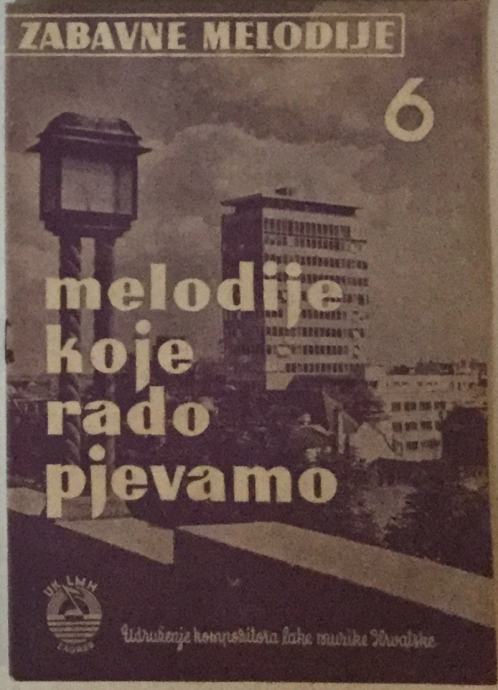 ZABAVNE MELODIJE
6
melodije
koje
rado
pjevamo
UK LMH
ZAGREB
Udruženje kompozitora lake muzike Hrvatske